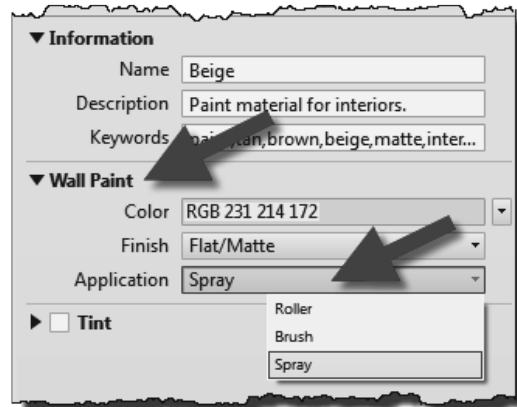 Information
Name Beige
Description Paint material for interiors.
Keywords tan,brown,beige,matte,inter...
Wall Paint
Color RGB 231 214 172
Finish Flat/Matte
Application Spray
Roller
Tint
Brush
Spray